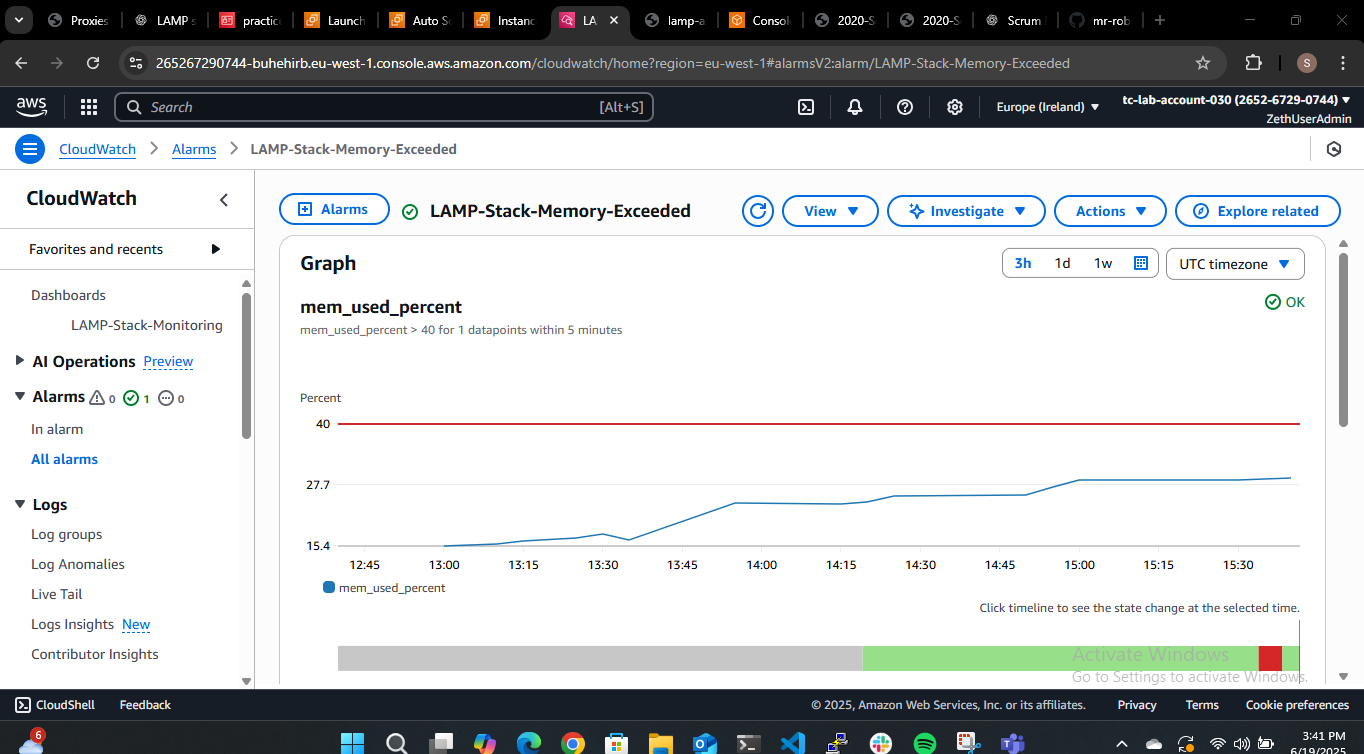 Proxies
LAMP s
practice
Launch
Auto Sc
Instanc
LA
lamp-a
Consol
2020-S
2020-S
Scrum
mr-rob
265267290744-buhehirb.eu-west-1.console.aws.amazon.com/cloudwatch/home?region=eu-west-1#alarmsV2:alarm/LAMP-Stack-Memory-Exceeded
S
aws
Search
[Alt+S]
Europe (Ireland)
tc-lab-account-030 (2652-6729-0744)
ZethUserAdmin
CloudWatch
Alarms
LAMP-Stack-Memory-Exceeded
CloudWatch
Favorites and recents
Dashboards
LAMP-Stack-Monitoring
AI Operations Preview
Alarms 0 1 0
In alarm
All alarms
Logs
Log groups
Log Anomalies
Live Tail
Logs Insights New
Contributor Insights
Alarms
LAMP-Stack-Memory-Exceeded
View
Investigate
Actions
Explore related
Graph
3h 1d 1w
UTC timezone
mem_used_percent
OK
mem_used_percent > 40 for 1 datapoints within 5 minutes
Percent
40
27.7
15.4
12:45 13:00 13:15 13:30 13:45 14:00 14:15 14:30 14:45 15:00 15:15 15:30
mem_used_percent
Click timeline to see the state change at the selected time.
Activate Windows
Go to Settings to activate Windows.
CloudShell
Feedback
© 2025, Amazon Web Services, Inc. or its affiliates.
Privacy
Terms
Cookie preferences
6
3:41 PM
6/19/2025